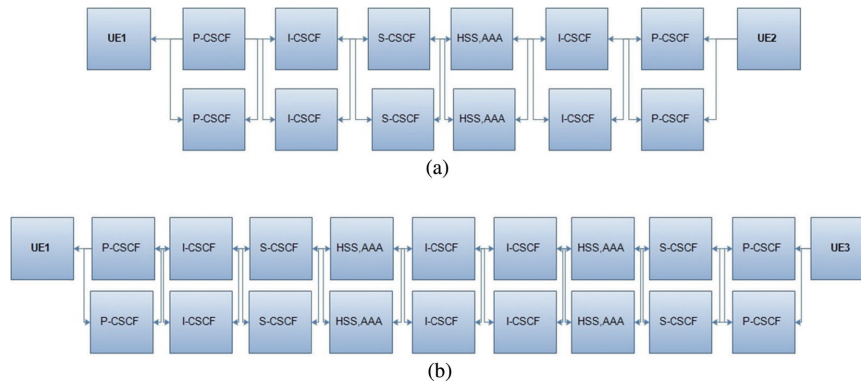 UE1 P-CSCF I-CSCF S-CSCF HSS,AAA I-CSCF P-CSCF UE2
P-CSCF I-CSCF S-CSCF HSS,AAA I-CSCF P-CSCF
(a)
UE1 P-CSCF I-CSCF S-CSCF HSS,AAA I-CSCF I-CSCF HSS,AAA S-CSCF P-CSCF UE3
P-CSCF I-CSCF S-CSCF HSS,AAA I-CSCF I-CSCF HSS,AAA S-CSCF P-CSCF
(b)